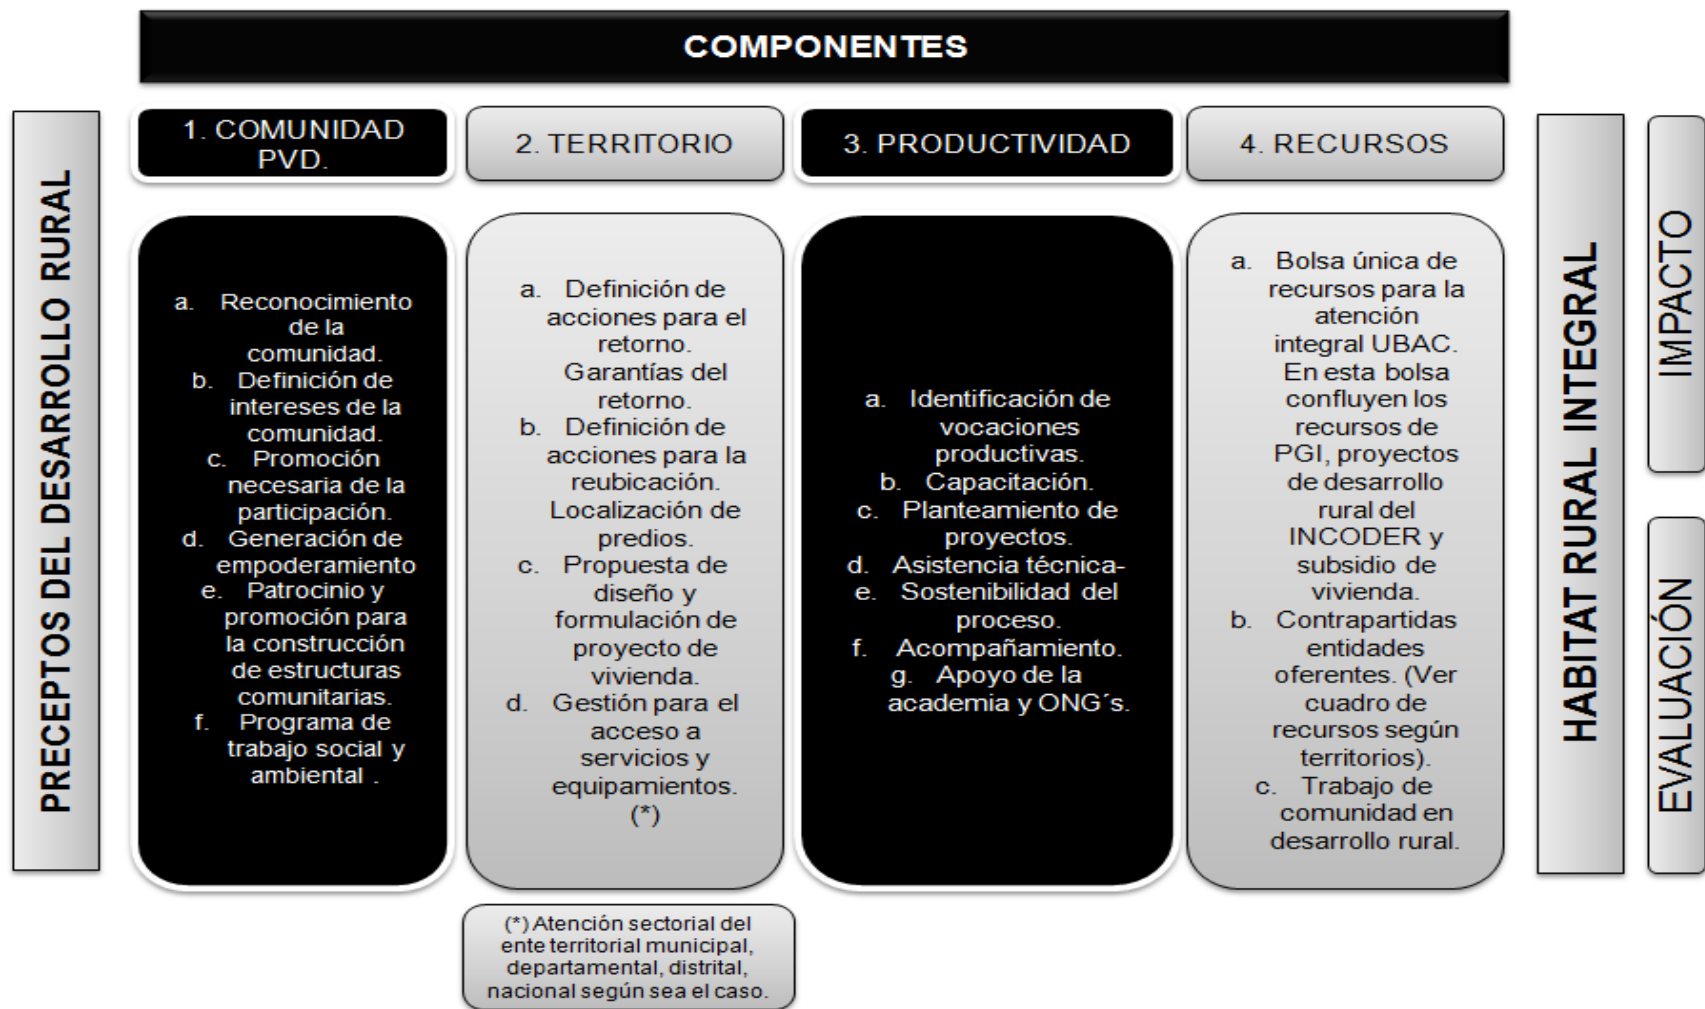 COMPONENTES
PRECEPTOS DEL DESARROLLO RURAL
1. COMUNIDAD
PVD.
a. Reconocimiento
de la
comunidad.
b. Definición de
intereses de la
comunidad.
c. Promoción
necesaria de la
participación.
d. Generación de
empoderamiento
e. Patrocinio y
promoción para
la construcción
de estructuras
comunitarias.
f. Programa de
trabajo social y
ambiental .
2. TERRITORIO
a. Definición de
acciones para el
retorno.
Garantías del
retorno.
b. Definición de
acciones para la
reubicación.
Localización de
predios.
c. Propuesta de
diseño y
formulación de
proyecto de
vivienda.
d. Gestión para el
acceso a
servicios y
equipamientos.
(*)
(*) Atención sectorial del
ente territorial municipal,
departamental, distrital,
nacional según sea el caso.
3. PRODUCTIVIDAD
a. Identificación de
vocaciones
productivas.
b. Capacitación.
c. Planteamiento de
proyectos.
d. Asistencia técnica-
e. Sostenibilidad del
proceso.
f. Acompañamiento.
g. Apoyo de la
academia y ONG´s.
4. RECURSOS
a. Bolsa única de
recursos para la
atención
integral UBAC.
En esta bolsa
confluyen los
recursos de
PGI, proyectos
de desarrollo
rural del
INCODER y
subsidio de
vivienda.
b. Contrapartidas
entidades
oferentes. (Ver
cuadro de
recursos según
territorios).
c. Trabajo de
comunidad en
desarrollo rural.
HABITAT RURAL INTEGRAL
IMPACTO
EVALUACIÓN